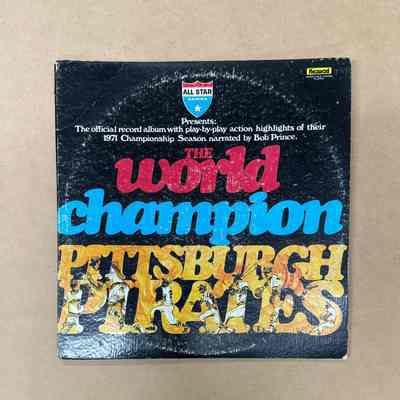 ALL STAR
Presents:
The official record album with play-by-play action highlights of their
1971 Championship Season narrated by Bob Prince.
THE
world
champion
PITTSBURGH
PIRATES